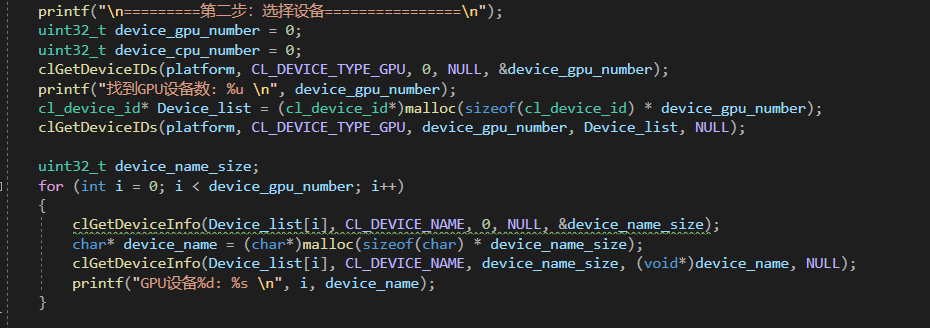 printf("\n=========第二步：选择设备================\n");
uint32_t device_gpu_number = 0;
uint32_t device_cpu_number = 0;
clGetDeviceIDs(platform, CL_DEVICE_TYPE_GPU, 0, NULL, &device_gpu_number);
printf("找到GPU设备数：%u \n", device_gpu_number);
cl_device_id* Device_list = (cl_device_id*)malloc(sizeof(cl_device_id) * device_gpu_number);
clGetDeviceIDs(platform, CL_DEVICE_TYPE_GPU, device_gpu_number, Device_list, NULL);
uint32_t device_name_size;
for (int i = 0; i < device_gpu_number; i++)
{
clGetDeviceInfo(Device_list[i], CL_DEVICE_NAME, 0, NULL, &device_name_size);
char* device_name = (char*)malloc(sizeof(char) * device_name_size);
clGetDeviceInfo(Device_list[i], CL_DEVICE_NAME, device_name_size, (void*)device_name, NULL);
printf("GPU设备%d：%s \n", i, device_name);
}